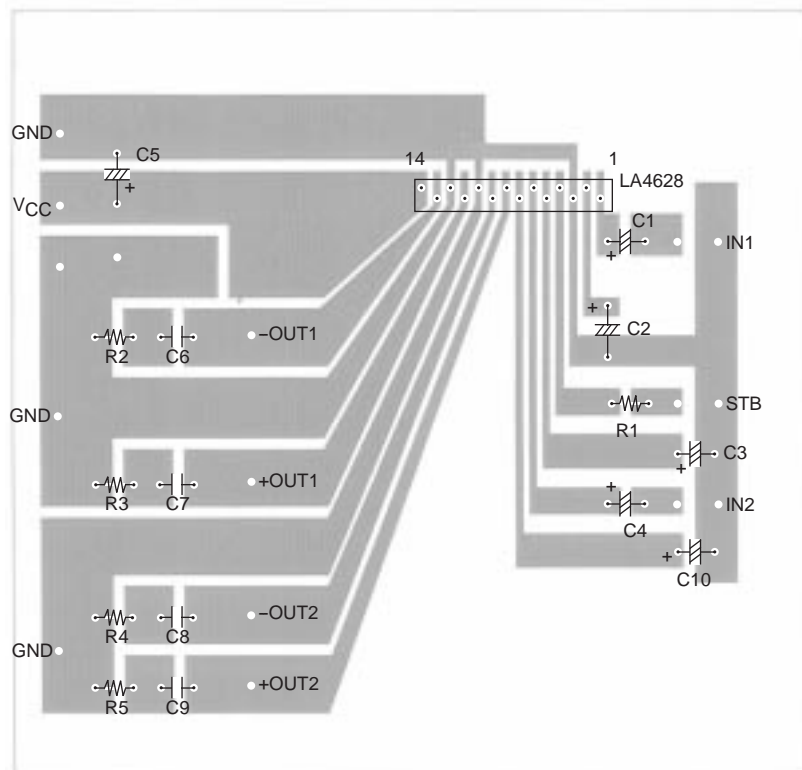 GND
C5
14
1
LA4628
VCC
+
C1
+
IN1
+
C2
−OUT1
R2
C6
GND
STB
R1
C3
+
+OUT1
R3
C7
+
IN2
C4
+
C10
−OUT2
R4
C8
GND
+OUT2
R5
C9